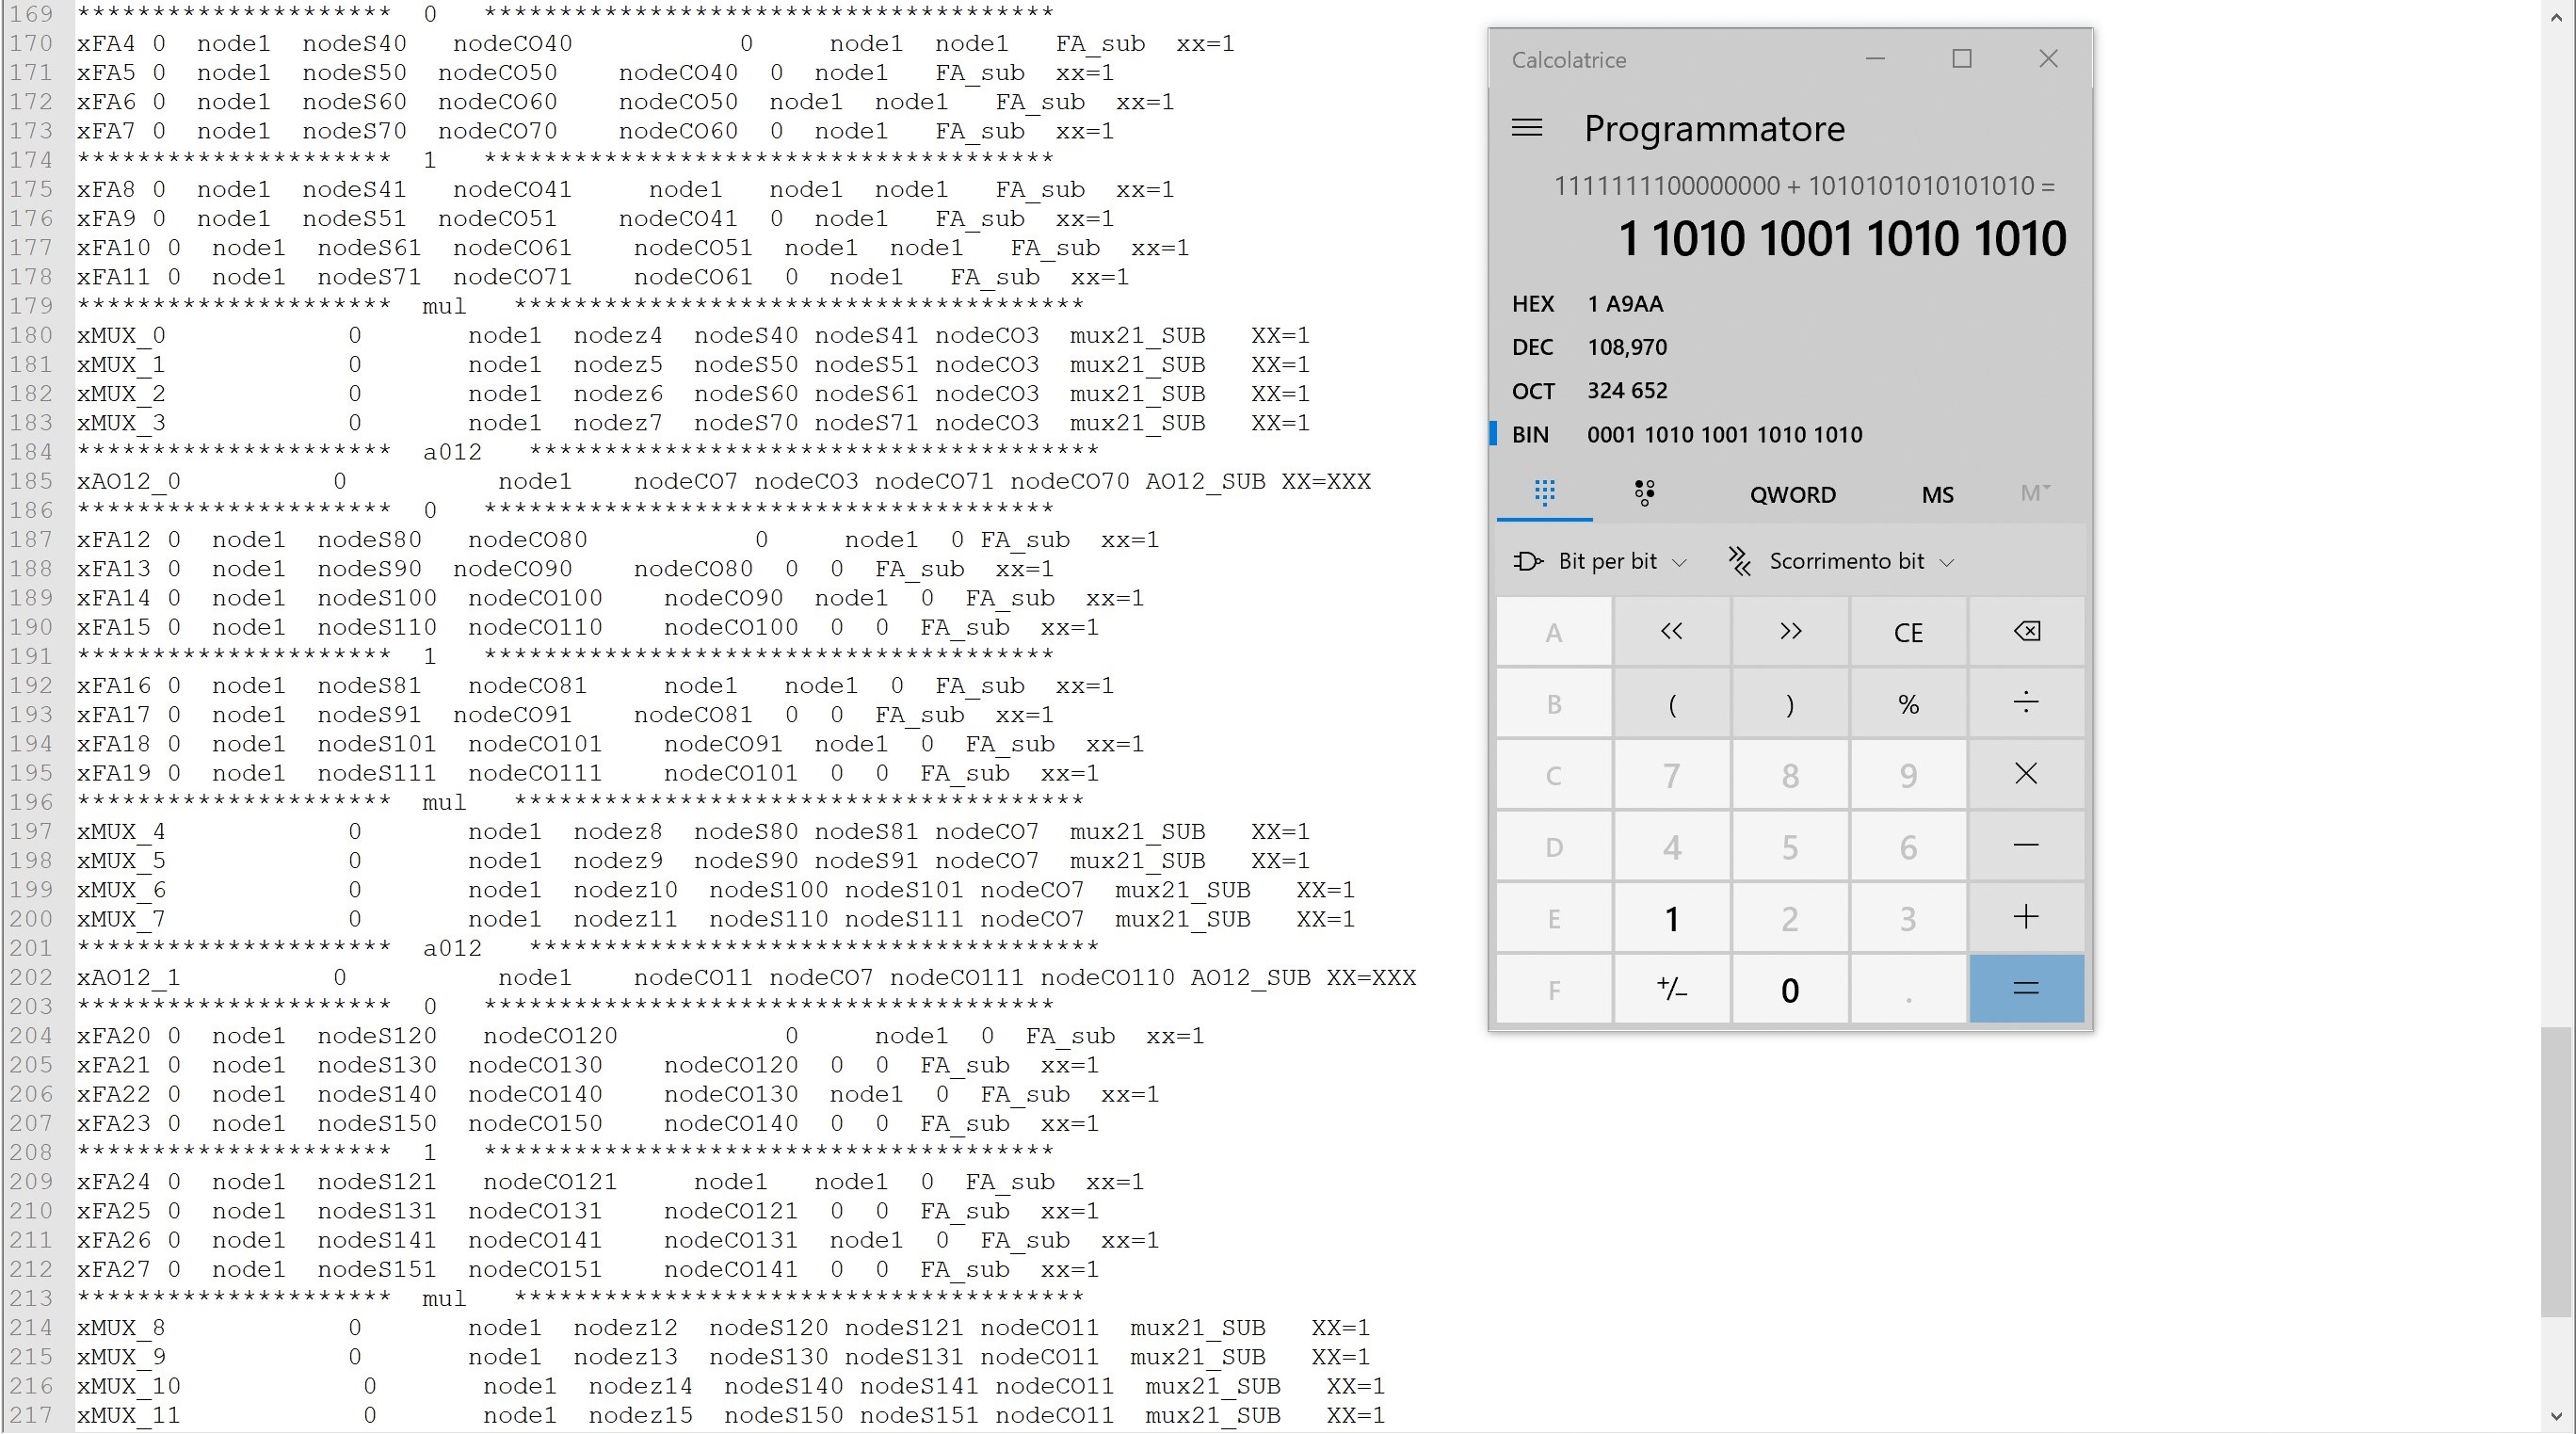 169 ********************* 0 **************************************
170 xFA4 0 node1 nodeS40 nodeCO40 0 node1 node1 FA_sub xx=1
171 xFA5 0 node1 nodeS50 nodeCO50 nodeCO40 0 node1 FA_sub xx=1
172 xFA6 0 node1 nodeS60 nodeCO60 nodeCO50 node1 node1 FA_sub xx=1
173 xFA7 0 node1 nodeS70 nodeCO70 nodeCO60 0 node1 FA_sub xx=1
174 ********************* 1 **************************************
175 xFA8 0 node1 nodeS41 nodeCO41 node1 node1 node1 FA_sub xx=1
176 xFA9 0 node1 nodeS51 nodeCO51 nodeCO41 0 node1 FA_sub xx=1
177 xFA10 0 node1 nodeS61 nodeCO61 nodeCO51 node1 node1 FA_sub xx=1
178 xFA11 0 node1 nodeS71 nodeCO71 nodeCO61 0 node1 FA_sub xx=1
179 ********************* mul **************************************
180 xMUX_0 0 node1 nodez4 nodeS40 nodeS41 nodeCO3 mux21_SUB XX=1
181 xMUX_1 0 node1 nodez5 nodeS50 nodeS51 nodeCO3 mux21_SUB XX=1
182 xMUX_2 0 node1 nodez6 nodeS60 nodeS61 nodeCO3 mux21_SUB XX=1
183 xMUX_3 0 node1 nodez7 nodeS70 nodeS71 nodeCO3 mux21_SUB XX=1
184 ********************* a012 **************************************
185 xAO12_0 0 node1 nodeCO7 nodeCO3 nodeCO71 nodeCO70 AO12_SUB XX=XXX
186 ********************* 0 **************************************
187 xFA12 0 node1 nodeS80 nodeCO80 0 node1 0 FA_sub xx=1
188 xFA13 0 node1 nodeS90 nodeCO90 nodeCO80 0 0 FA_sub xx=1
189 xFA14 0 node1 nodeS100 nodeCO100 nodeCO90 node1 0 FA_sub xx=1
190 xFA15 0 node1 nodeS110 nodeCO110 nodeCO100 0 0 FA_sub xx=1
191 ********************* 1 **************************************
192 xFA16 0 node1 nodeS81 nodeCO81 node1 node1 0 FA_sub xx=1
193 xFA17 0 node1 nodeS91 nodeCO91 nodeCO81 0 0 FA_sub xx=1
194 xFA18 0 node1 nodeS101 nodeCO101 nodeCO91 node1 0 FA_sub xx=1
195 xFA19 0 node1 nodeS111 nodeCO111 nodeCO101 0 0 FA_sub xx=1
196 ********************* mul **************************************
197 xMUX_4 0 node1 nodez8 nodeS80 nodeS81 nodeCO7 mux21_SUB XX=1
198 xMUX_5 0 node1 nodez9 nodeS90 nodeS91 nodeCO7 mux21_SUB XX=1
199 xMUX_6 0 node1 nodez10 nodeS100 nodeS101 nodeCO7 mux21_SUB XX=1
200 xMUX_7 0 node1 nodez11 nodeS110 nodeS111 nodeCO7 mux21_SUB XX=1
201 ********************* a012 **************************************
202 xAO12_1 0 node1 nodeCO11 nodeCO7 nodeCO111 nodeCO110 AO12_SUB XX=XXX
203 ********************* 0 **************************************
204 xFA20 0 node1 nodeS120 nodeCO120 0 node1 0 FA_sub xx=1
205 xFA21 0 node1 nodeS130 nodeCO130 nodeCO120 0 0 FA_sub xx=1
206 xFA22 0 node1 nodeS140 nodeCO140 nodeCO130 node1 0 FA_sub xx=1
207 xFA23 0 node1 nodeS150 nodeCO150 nodeCO140 0 0 FA_sub xx=1
208 ********************* 1 **************************************
209 xFA24 0 node1 nodeS121 nodeCO121 node1 node1 0 FA_sub xx=1
210 xFA25 0 node1 nodeS131 nodeCO131 nodeCO121 0 0 FA_sub xx=1
211 xFA26 0 node1 nodeS141 nodeCO141 nodeCO131 node1 0 FA_sub xx=1
212 xFA27 0 node1 nodeS151 nodeCO151 nodeCO141 0 0 FA_sub xx=1
213 ********************* mul **************************************
214 xMUX_8 0 node1 nodez12 nodeS120 nodeS121 nodeCO11 mux21_SUB XX=1
215 xMUX_9 0 node1 nodez13 nodeS130 nodeS131 nodeCO11 mux21_SUB XX=1
216 xMUX_10 0 node1 nodez14 nodeS140 nodeS141 nodeCO11 mux21_SUB XX=1
217 xMUX_11 0 node1 nodez15 nodeS150 nodeS151 nodeCO11 mux21_SUB XX=1
Calcolatrice
Programmatore
1111111100000000 + 1010101010101010 =
1 1010 1001 1010 1010
HEX 1 A9AA
DEC 108,970
OCT 324 652
BIN 0001 1010 1001 1010 1010
QWORD MS M
Bit per bit Scorrimento bit
A << >> CE
B ( ) % ÷
C 7 8 9 ×
D 4 5 6 −
E 1 2 3 +
F +/− 0 . =